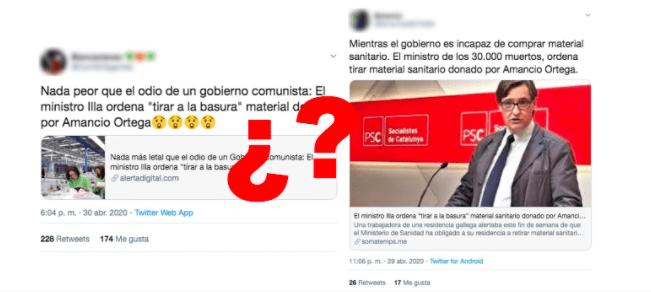 Nada peor que el odio de un gobierno comunista: El
ministro Illa ordena "tirar a la basura" material do
por Amancio Ortega😲😲😲😲
Nada más letal que el odio de un Gob comunista: El
ministro Illa ordena "tirar a la basu
alertadigital.com
6:04 p. m. · 30 abr. 2020 · Twitter Web App
228 Retweets 174 Me gusta
¿?
Mientras el gobierno es incapaz de comprar material
sanitario. El ministro de los 30.000 muertos, ordena
tirar material sanitario donado por Amancio Ortega.
PSC Socialistes
de Catalunya
PSC
El ministro Illa ordena "tirar a la basura" material sanitario donado por Amanci...
Una trabajadora de una residencia gallega alertaba este fin de semana de que
el Ministerio de Sanidad ha obligado a su residencia a retirar material sanitari...
somatemps.me
11:06 p. m. · 29 abr. 2020 · Twitter for Android
26 Retweets 17 Me gusta